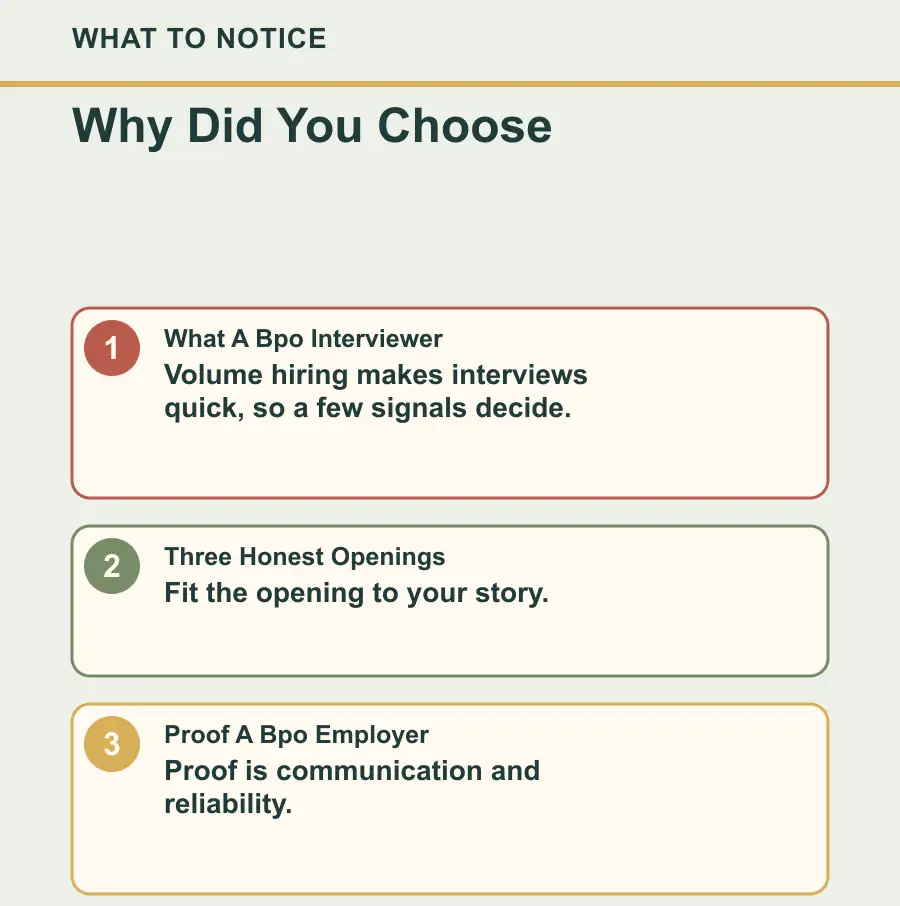 WHAT TO NOTICE
Why Did You Choose
1
What A Bpo Interviewer
Volume hiring makes interviews
quick, so a few signals decide.
2
Three Honest Openings
Fit the opening to your story.
3
Proof A Bpo Employer
Proof is communication and
reliability.